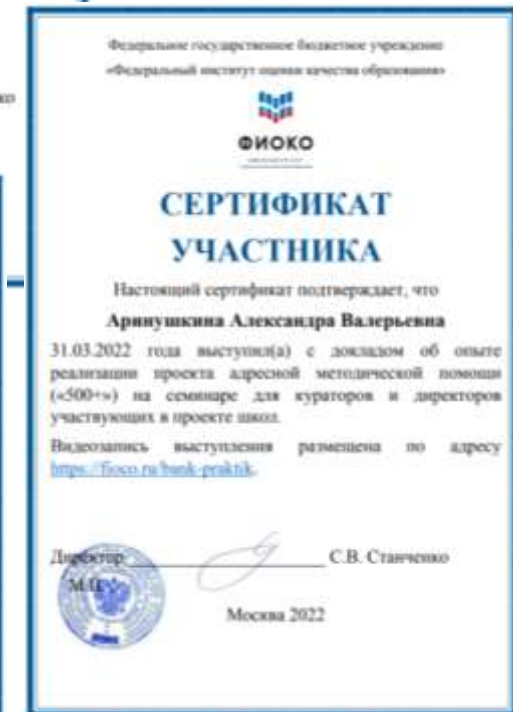 Федеральное государственное бюджетное учреждение
«Федеральный институт оценки качества образования»
ко
ФИОКО
СЕРТИФИКАТ
УЧАСТНИКА
Настоящий сертификат подтверждает, что
Аринушкина Александра Валерьевна
31.03.2022 года выступил(а) с докладом об опыте
реализации проекта адресной методической помощи
(«500+») на семинаре для кураторов и директоров
участвующих в проекте школ.
Видеозапись выступления размещена по адресу
https://fioco.ru/bank-praktik.
Директор С.В. Станченко
М.П.
Москва 2022